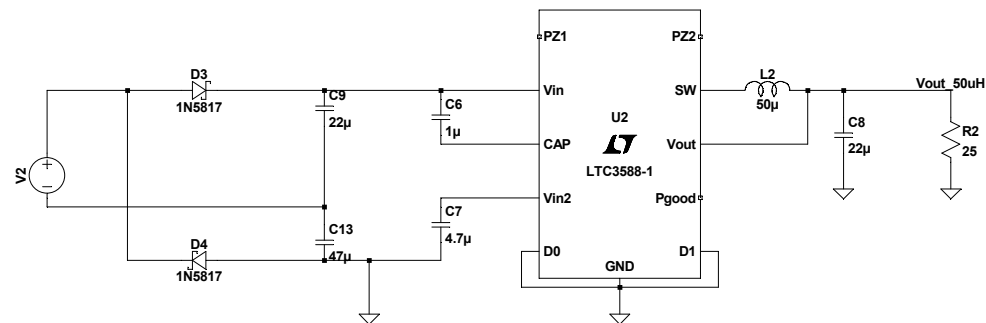 PZ1
PZ2
D3
1N5817
C9
22µ
C6
1µ
Vin
SW
L2
50µ
Vout_50uH
U2
CAP
LTC3588-1
Vout
C8
22µ
R2
25
V2
Vin2
Pgood
C7
4.7µ
C13
47µ
D4
1N5817
D0
D1
GND